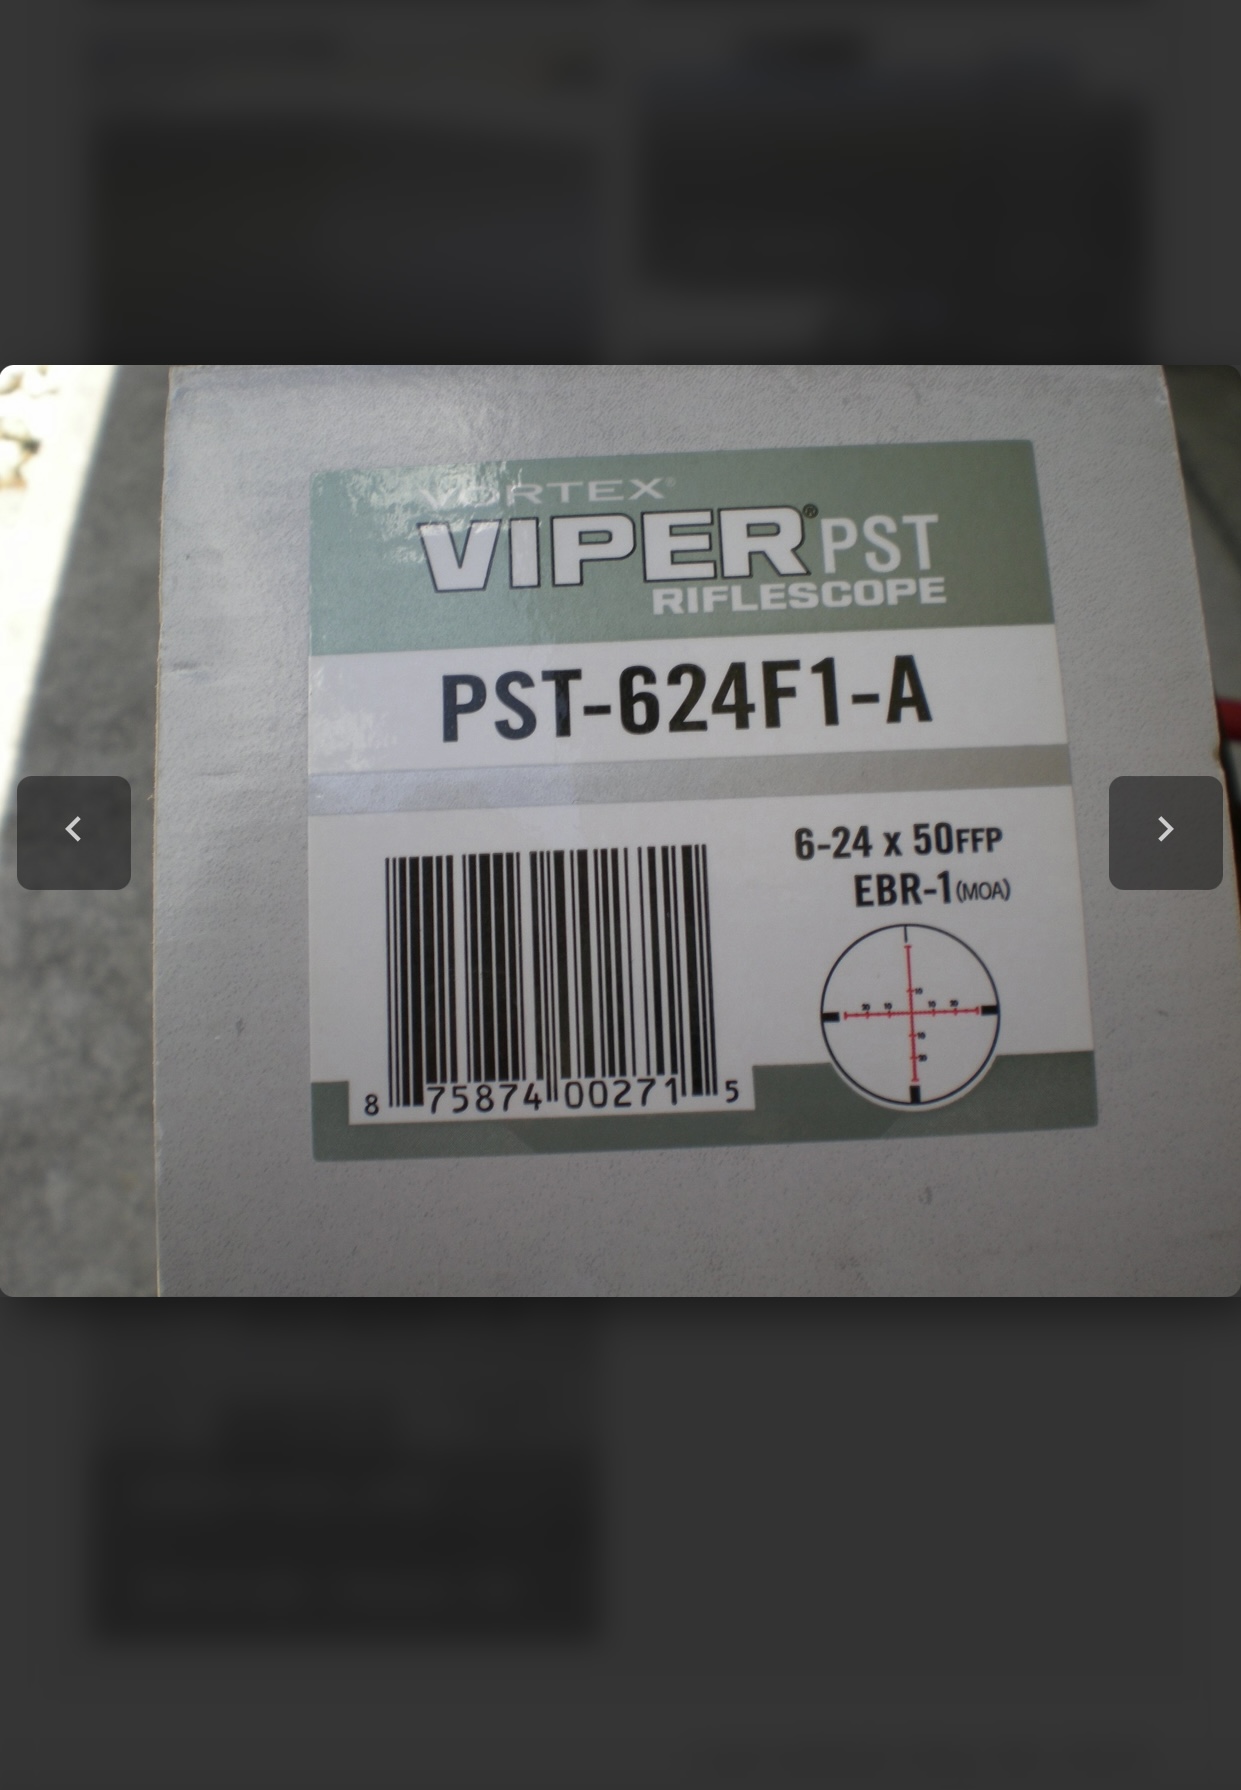 VORTEX®
VIPER® PST
RIFLESCOPE
PST-624F1-A
6-24 x 50FFP
EBR-1(MOA)
8 75874 00271 5